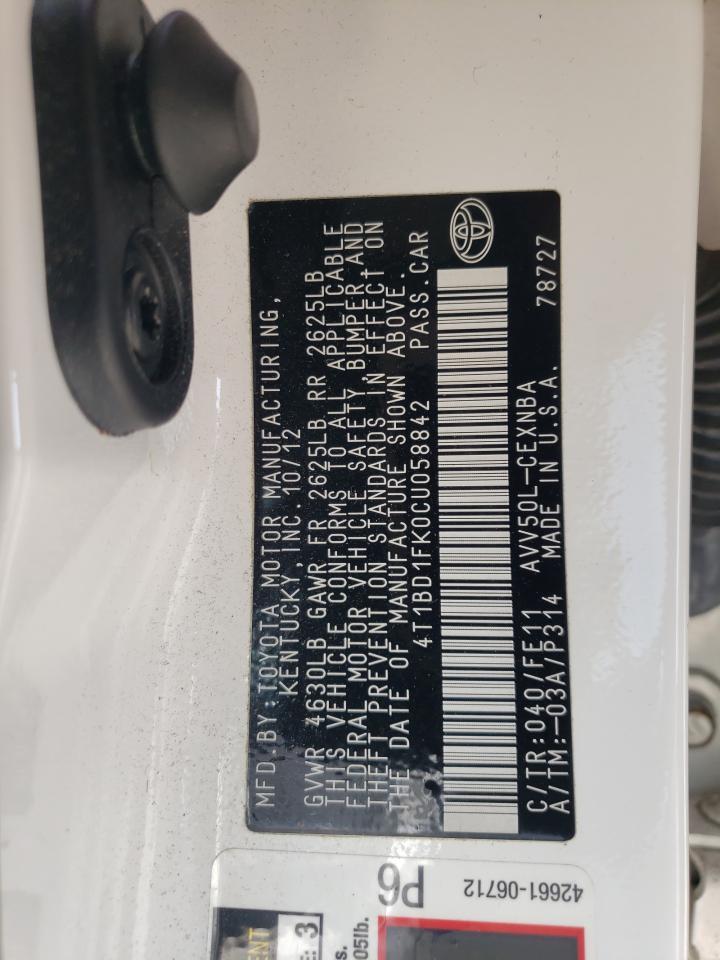 MFD.BY:TOYOTA MOTOR MANUFACTURING,
KENTUCKY,INC. 10/12
GVWR 4630LB GAWR FR 2625LB RR 2625LB
THIS VEHICLE CONFORMS TO ALL APPLICABLE
FEDERAL MOTOR VEHICLE SAFETY BUMPER, AND
THEFT PREVENTION STANDARDS IN EFFECT ON
THE DATE OF MANUFACTURE SHOWN ABOVE.
4T1BD1FK0CU058842 PASS.CAR
C/TR:040/FE11 AVV50L-CEXNBA 78727
A/TM:-03A/P314 MADE IN U.S.A.
P6
42661-06712
3
05lb.